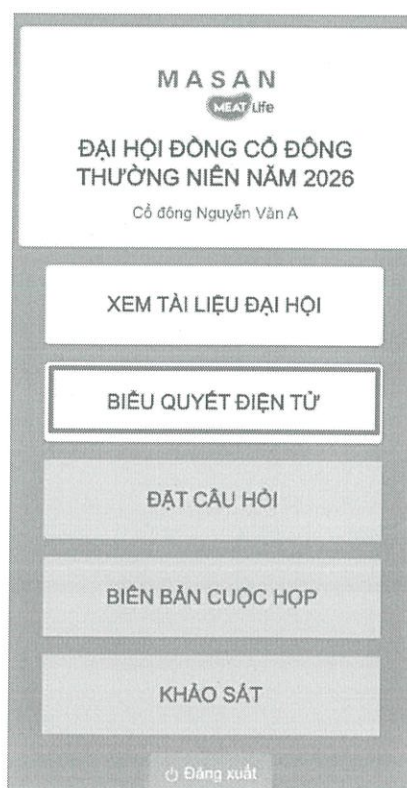 MASAN
MEAT Life
ĐẠI HỘI ĐỒNG CỔ ĐÔNG
THƯỜNG NIÊN NĂM 2026
Cổ đông Nguyễn Văn A
XEM TÀI LIỆU ĐẠI HỘI
BIỂU QUYẾT ĐIỆN TỬ
ĐẶT CÂU HỎI
BIÊN BẢN CUỘC HỌP
KHẢO SÁT
Đăng xuất